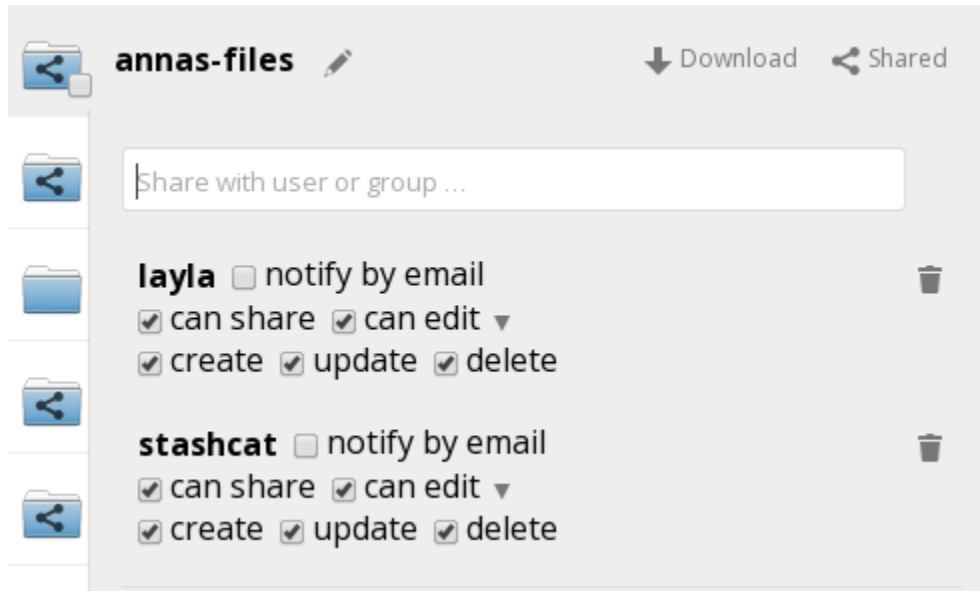 annas-files Download Shared
Share with user or group ...
layla notify by email
can share can edit
create update delete
stashcat notify by email
can share can edit
create update delete